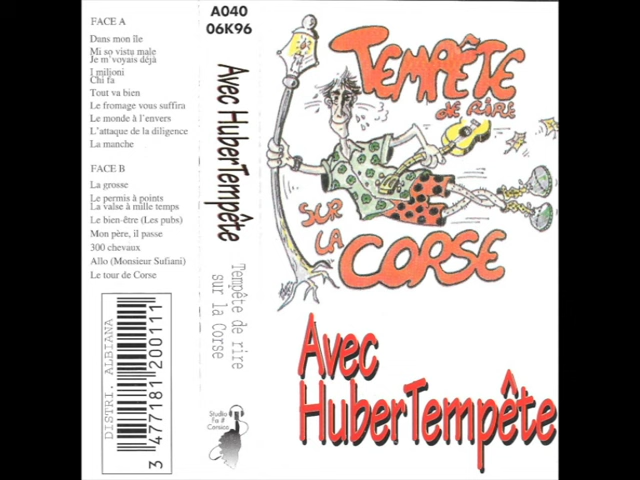 FACE A
Dans mon île
Mi so vistu male
Je m'voyais déjà
I milioni
Chi fa
Tout va bien
Le fromage vous suffira
Le monde à l'envers
L'attaque de la diligence
La manche
FACE B
La grosse
Le permis à points
La valse à mille temps
Le bien-être (Les pubs)
Mon père, il passe
300 chevaux
Allo (Monsieur Sufiani)
Le tour de Corse
DISTRI. ALBIANA
3 477181 200111
A040
06K96
Avec HuberTempête
Tempête de rire
sur la Corse
Studio
Fa #
Corsica
TEMPÊTE
de RIRE
SUR
LA
CORSE
Avec
HuberTempête